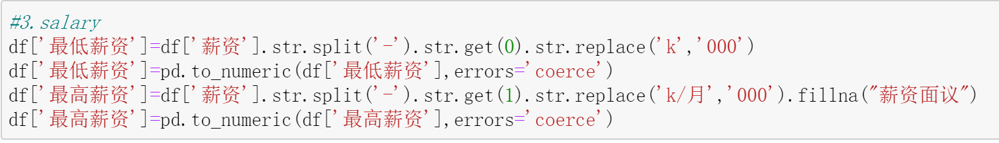 #3.salary
df['最低薪资']=df['薪资'].str.split('-').str.get(0).str.replace('k','000')
df['最低薪资']=pd.to_numeric(df['最低薪资'],errors='coerce')
df['最高薪资']=df['薪资'].str.split('-').str.get(1).str.replace('k/月','000').fillna("薪资面议")
df['最高薪资']=pd.to_numeric(df['最高薪资'],errors='coerce')